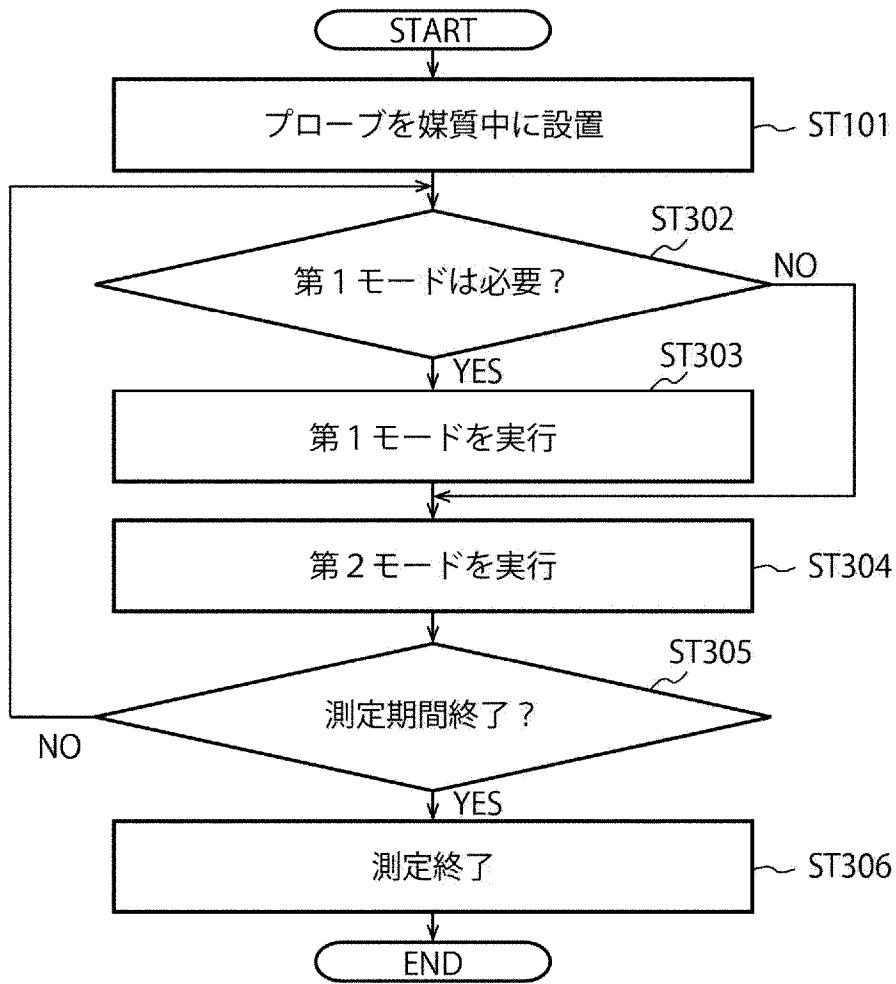 START
プローブを媒質中に設置
ST101
ST302
第１モードは必要？
NO
YES
ST303
第１モードを実行
第２モードを実行
ST304
ST305
測定期間終了？
NO
YES
測定終了
ST306
END